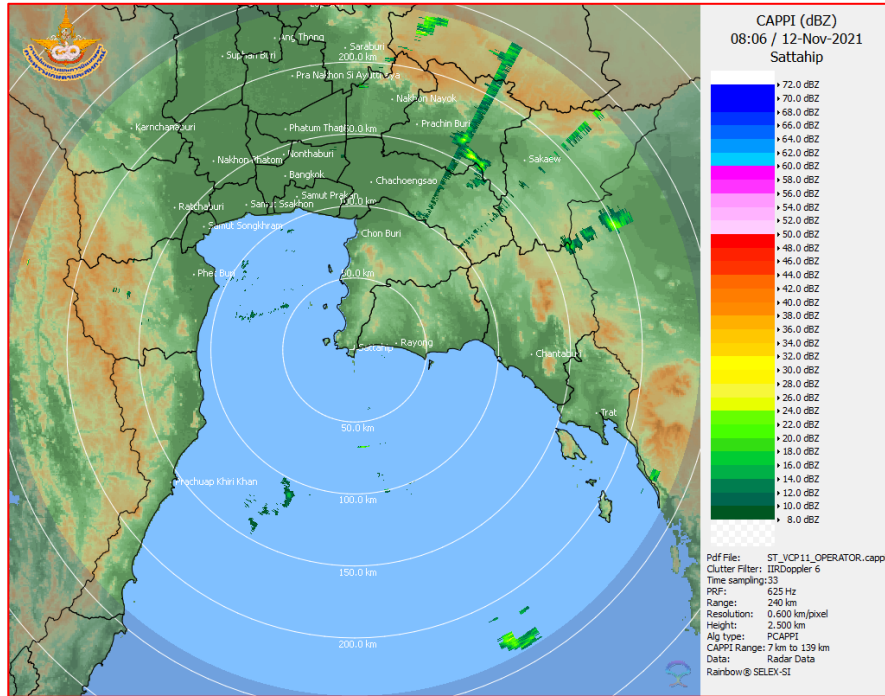 CAPPI (dBZ)
08:06 / 12-Nov-2021
Sattahip
72.0 dBZ
70.0 dBZ
68.0 dBZ
66.0 dBZ
64.0 dBZ
62.0 dBZ
60.0 dBZ
58.0 dBZ
56.0 dBZ
54.0 dBZ
52.0 dBZ
50.0 dBZ
48.0 dBZ
46.0 dBZ
44.0 dBZ
42.0 dBZ
40.0 dBZ
38.0 dBZ
36.0 dBZ
34.0 dBZ
32.0 dBZ
30.0 dBZ
28.0 dBZ
26.0 dBZ
24.0 dBZ
22.0 dBZ
20.0 dBZ
18.0 dBZ
16.0 dBZ
14.0 dBZ
12.0 dBZ
10.0 dBZ
8.0 dBZ
Pdf File: ST_VCP11_OPERATOR.capp
Clutter Filter: IIRDoppler 6
Time sampling:33
PRF: 625 Hz
Range: 240 km
Resolution: 0.600 km/pixel
Height: 2.500 km
Alg type: PCAPPI
CAPPI Range: 7 km to 139 km
Data: Radar Data
Rainbow® SELEX-SI
Ang Thong
Saraburi
Suphan Buri
200.0 km
Pra Nakhon Si Ayutthaya
Nakhon Nayok
Karnchanaburi
Phatum Thani
Prachin Buri
Nonthaburi
Nakhon Phatom
Sakaew
Bangkok
Chachoengsao
Samut Prakan
Ratchaburi
Samut Ssakhon
Samut Songkhram
Chon Buri
Phet Buri
Rayong
Sattahip
Chantaburi
Trat
50.0 km
Prachuap Khiri Khan
100.0 km
150.0 km
200.0 km